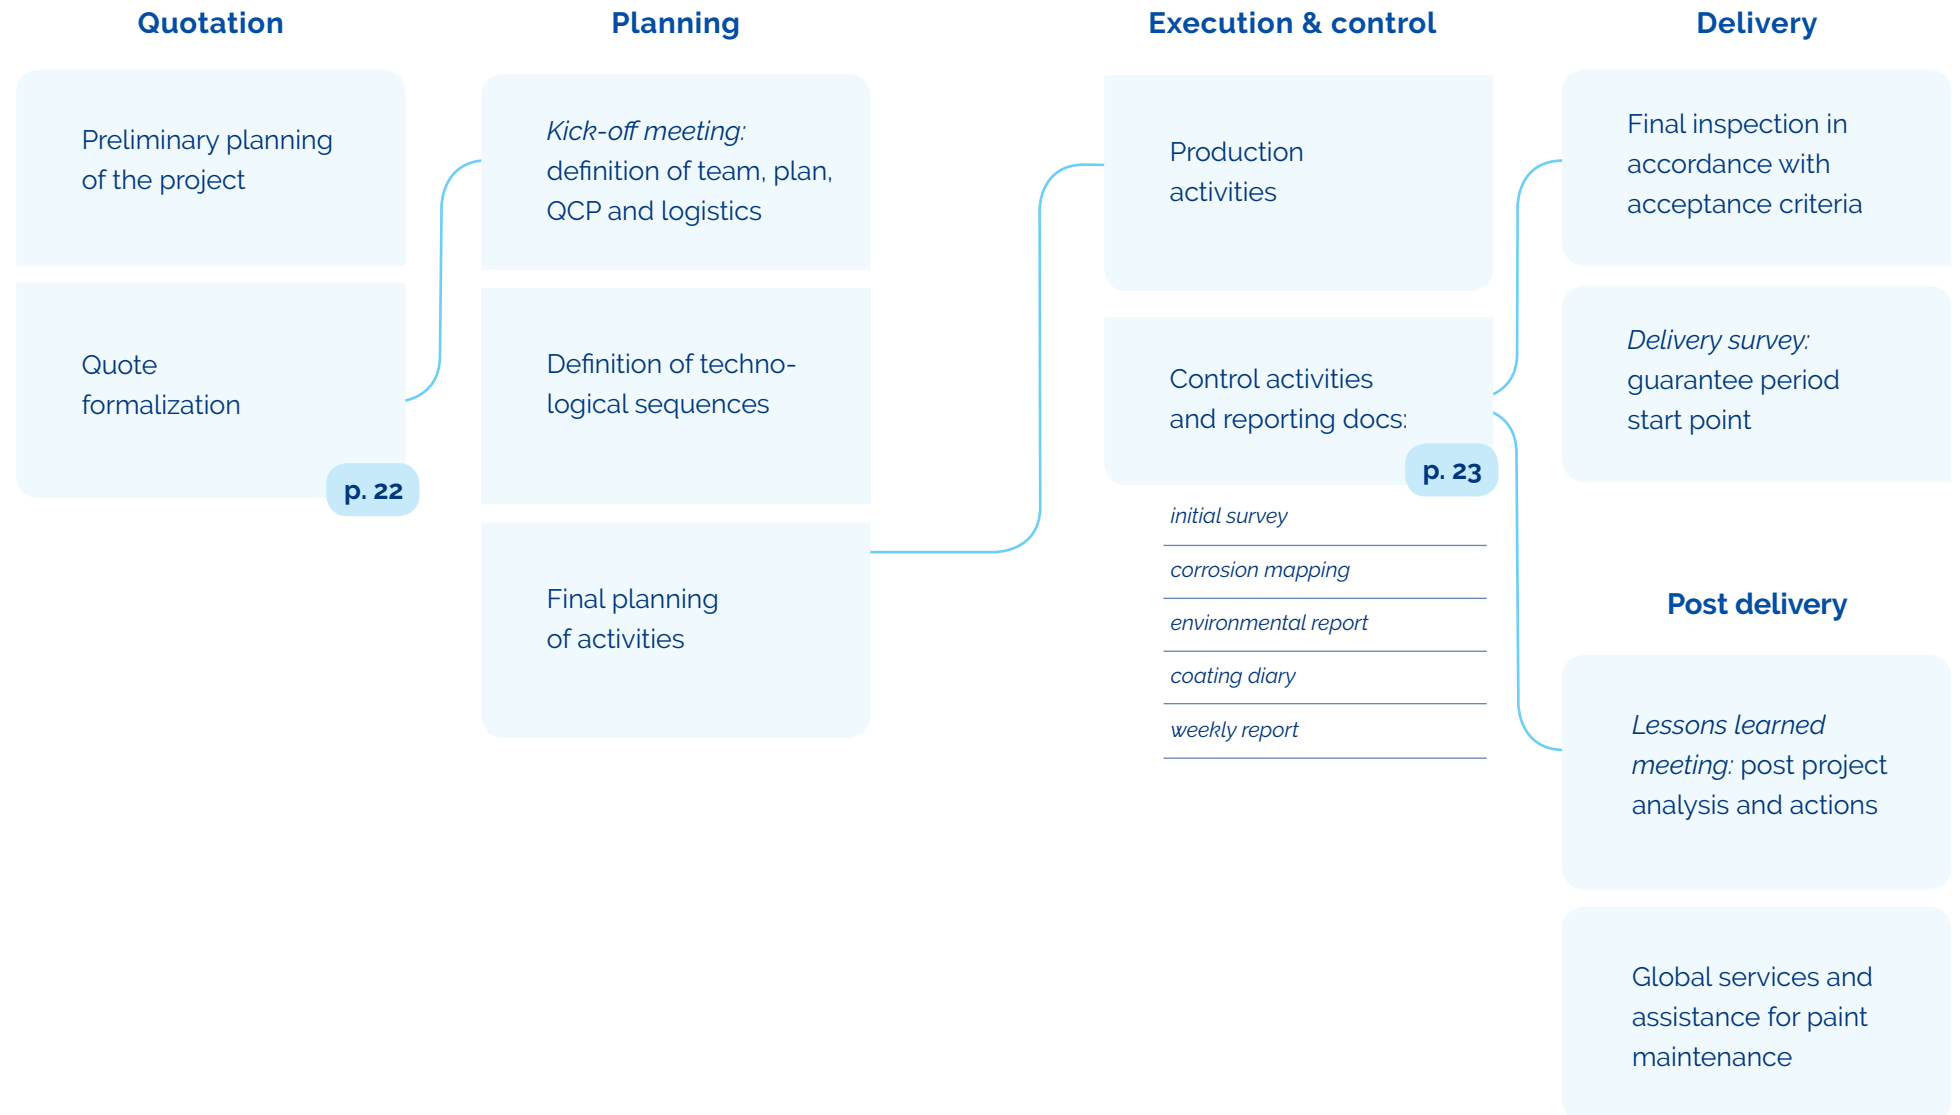 Quotation
Preliminary planning
of the project
Quote
formalization
p. 22
Planning
Kick-off meeting:
definition of team, plan,
QCP and logistics
Definition of techno-
logical sequences
Final planning
of activities
Execution & control
Production
activities
Control activities
and reporting docs:
p. 23
initial survey
corrosion mapping
environmental report
coating diary
weekly report
Delivery
Final inspection in
accordance with
acceptance criteria
Delivery survey:
guarantee period
start point
Post delivery
Lessons learned
meeting: post project
analysis and actions
Global services and
assistance for paint
maintenance